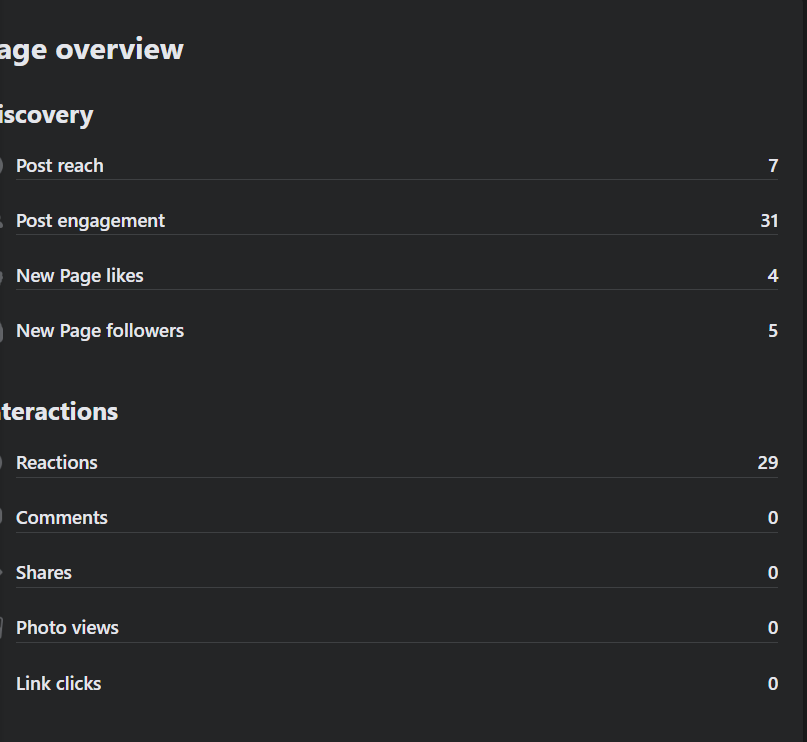 age overview
iscovery
Post reach 7
Post engagement 31
New Page likes 4
New Page followers 5
teractions
Reactions 29
Comments 0
Shares 0
Photo views 0
Link clicks 0